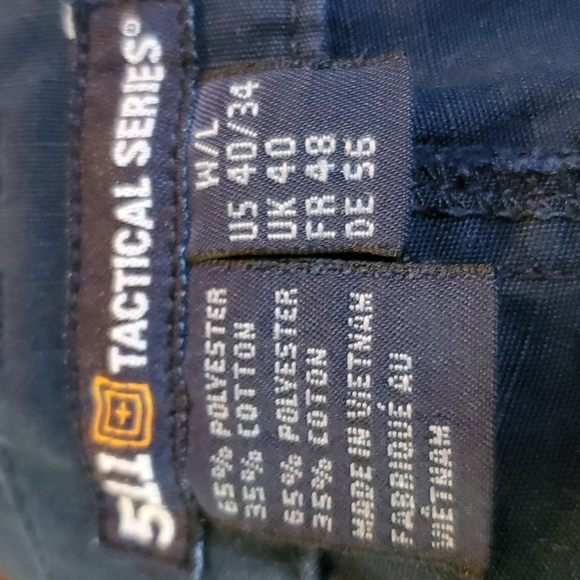 5.11 TACTICAL SERIES®
W/L
US 40/34
UK 40
FR 48
DE 56
65% POLYESTER
35% COTTON
65% POLYESTER
35% COTON
MADE IN VIETNAM
FABRIQUÉ AU
VIÊTNAM